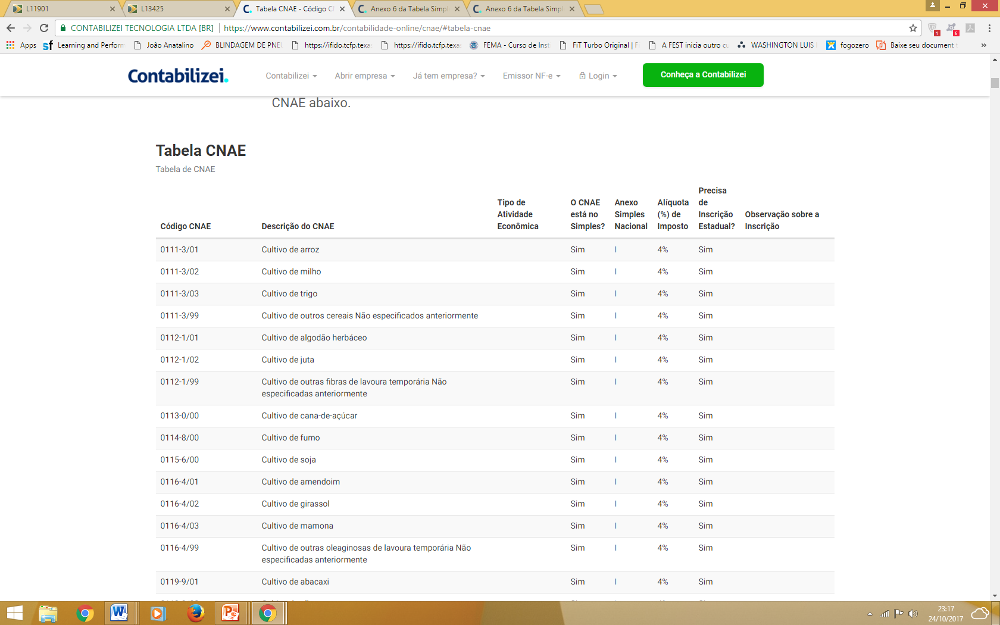 L11901
L13425
Tabela CNAE - Código C
Anexo 6 da Tabela Simpl
Anexo 6 da Tabela Simpl
CONTABILIZEI TECNOLOGIA LTDA [BR] https://www.contabilizei.com.br/contabilidade-online/cnae/#tabela-cnae
1 6
Apps Learning and Perform João Anatalino BLINDAGEM DE PNEU https://ifido.tcfp.texa https://ifido.tcfp.texa FEMA - Curso de Inst FiT Turbo Original | Fi A FEST inicia outro cu WASHINGTON LUIS fogozero Baixe seu document »
Contabilizei. Contabilizei Abrir empresa Já tem empresa? Emissor NF-e Login Conheça a Contabilizei
CNAE abaixo.
Tabela CNAE
Tabela de CNAE
Código CNAE Descrição do CNAE Tipo de Atividade Econômica O CNAE está no Simples? Anexo Simples Nacional Alíquota (%) de Imposto Precisa de Inscrição Estadual? Observação sobre a Inscrição
0111-3/01 Cultivo de arroz Sim I 4% Sim
0111-3/02 Cultivo de milho Sim I 4% Sim
0111-3/03 Cultivo de trigo Sim I 4% Sim
0111-3/99 Cultivo de outros cereais Não especificados anteriormente Sim I 4% Sim
0112-1/01 Cultivo de algodão herbáceo Sim I 4% Sim
0112-1/02 Cultivo de juta Sim I 4% Sim
0112-1/99 Cultivo de outras fibras de lavoura temporária Não Sim I 4% Sim
especificadas anteriormente
0113-0/00 Cultivo de cana-de-açúcar Sim I 4% Sim
0114-8/00 Cultivo de fumo Sim I 4% Sim
0115-6/00 Cultivo de soja Sim I 4% Sim
0116-4/01 Cultivo de amendoim Sim I 4% Sim
0116-4/02 Cultivo de girassol Sim I 4% Sim
0116-4/03 Cultivo de mamona Sim I 4% Sim
0116-4/99 Cultivo de outras oleaginosas de lavoura temporária Não Sim I 4% Sim
especificadas anteriormente
0119-9/01 Cultivo de abacaxi Sim I 4% Sim
23:17
24/10/2017